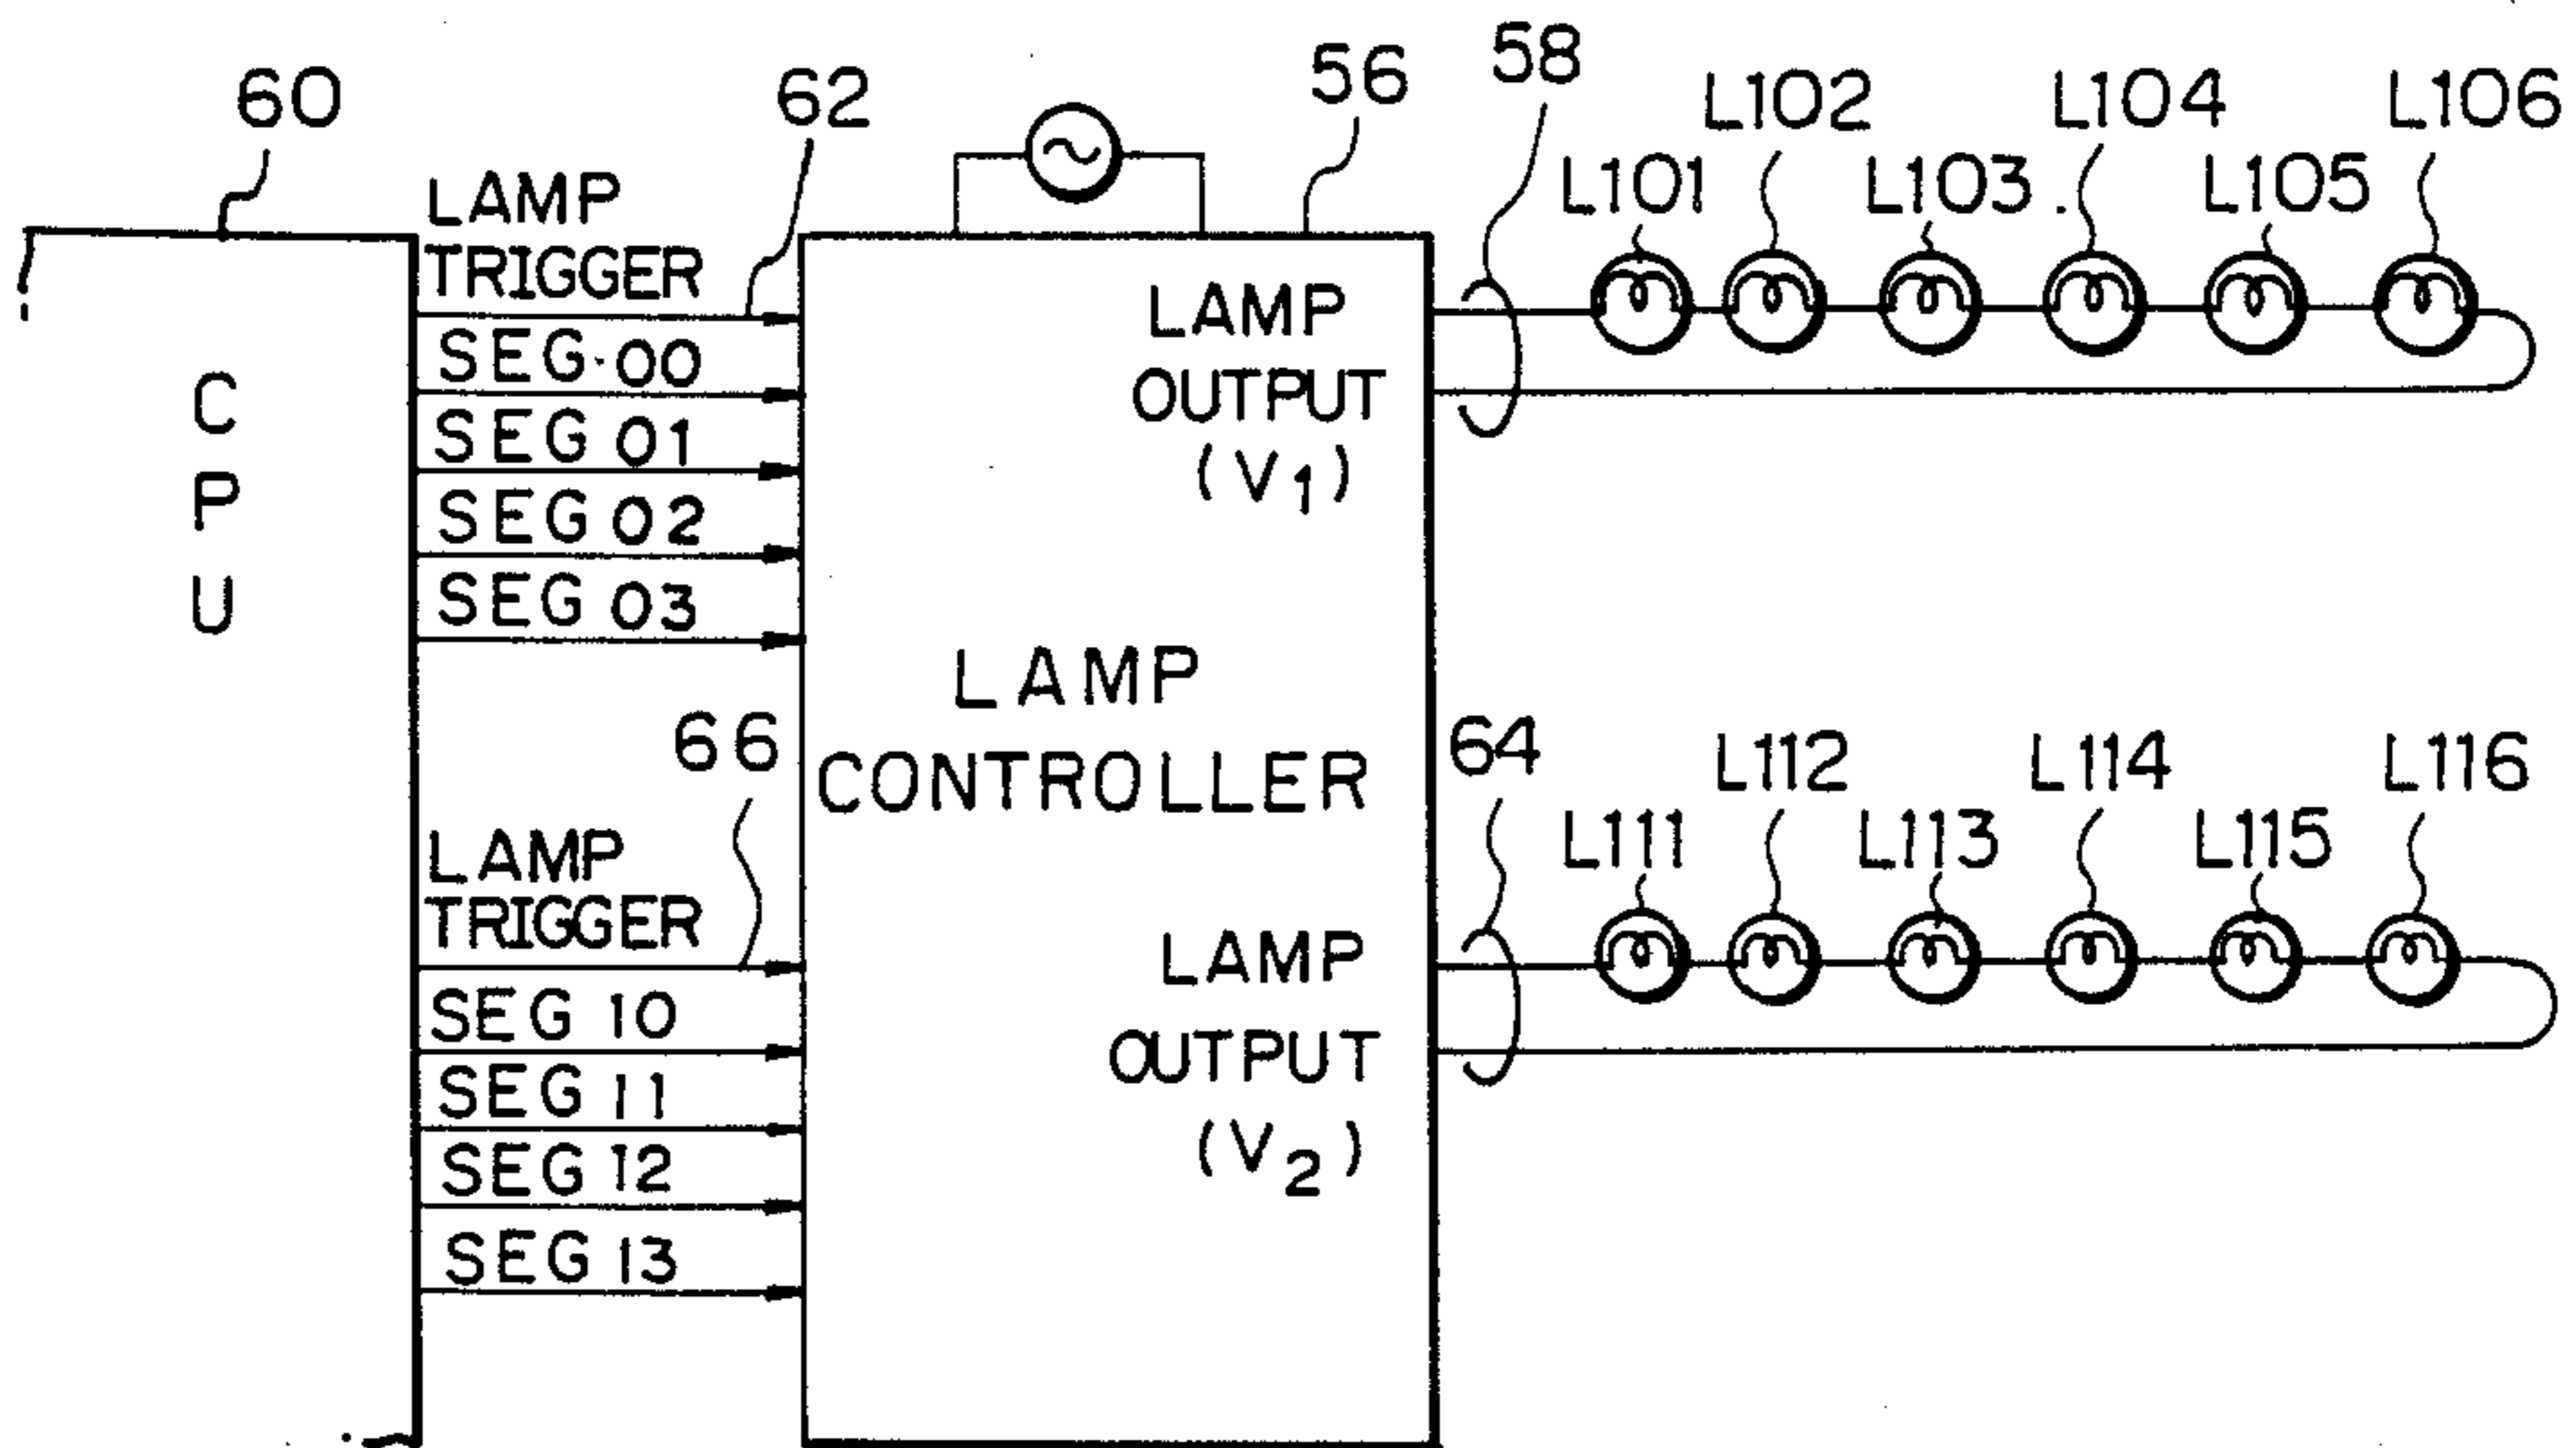 60
62
56
58
L102
L104
L106
L101
L103
L105
LAMP
TRIGGER
SEG 00
SEG 01
SEG 02
SEG 03
C
P
U
LAMP
OUTPUT
(V1)
LAMP
CONTROLLER
66
64
L112
L114
L116
L111
L113
L115
LAMP
TRIGGER
SEG 10
SEG 11
SEG 12
SEG 13
LAMP
OUTPUT
(V2)